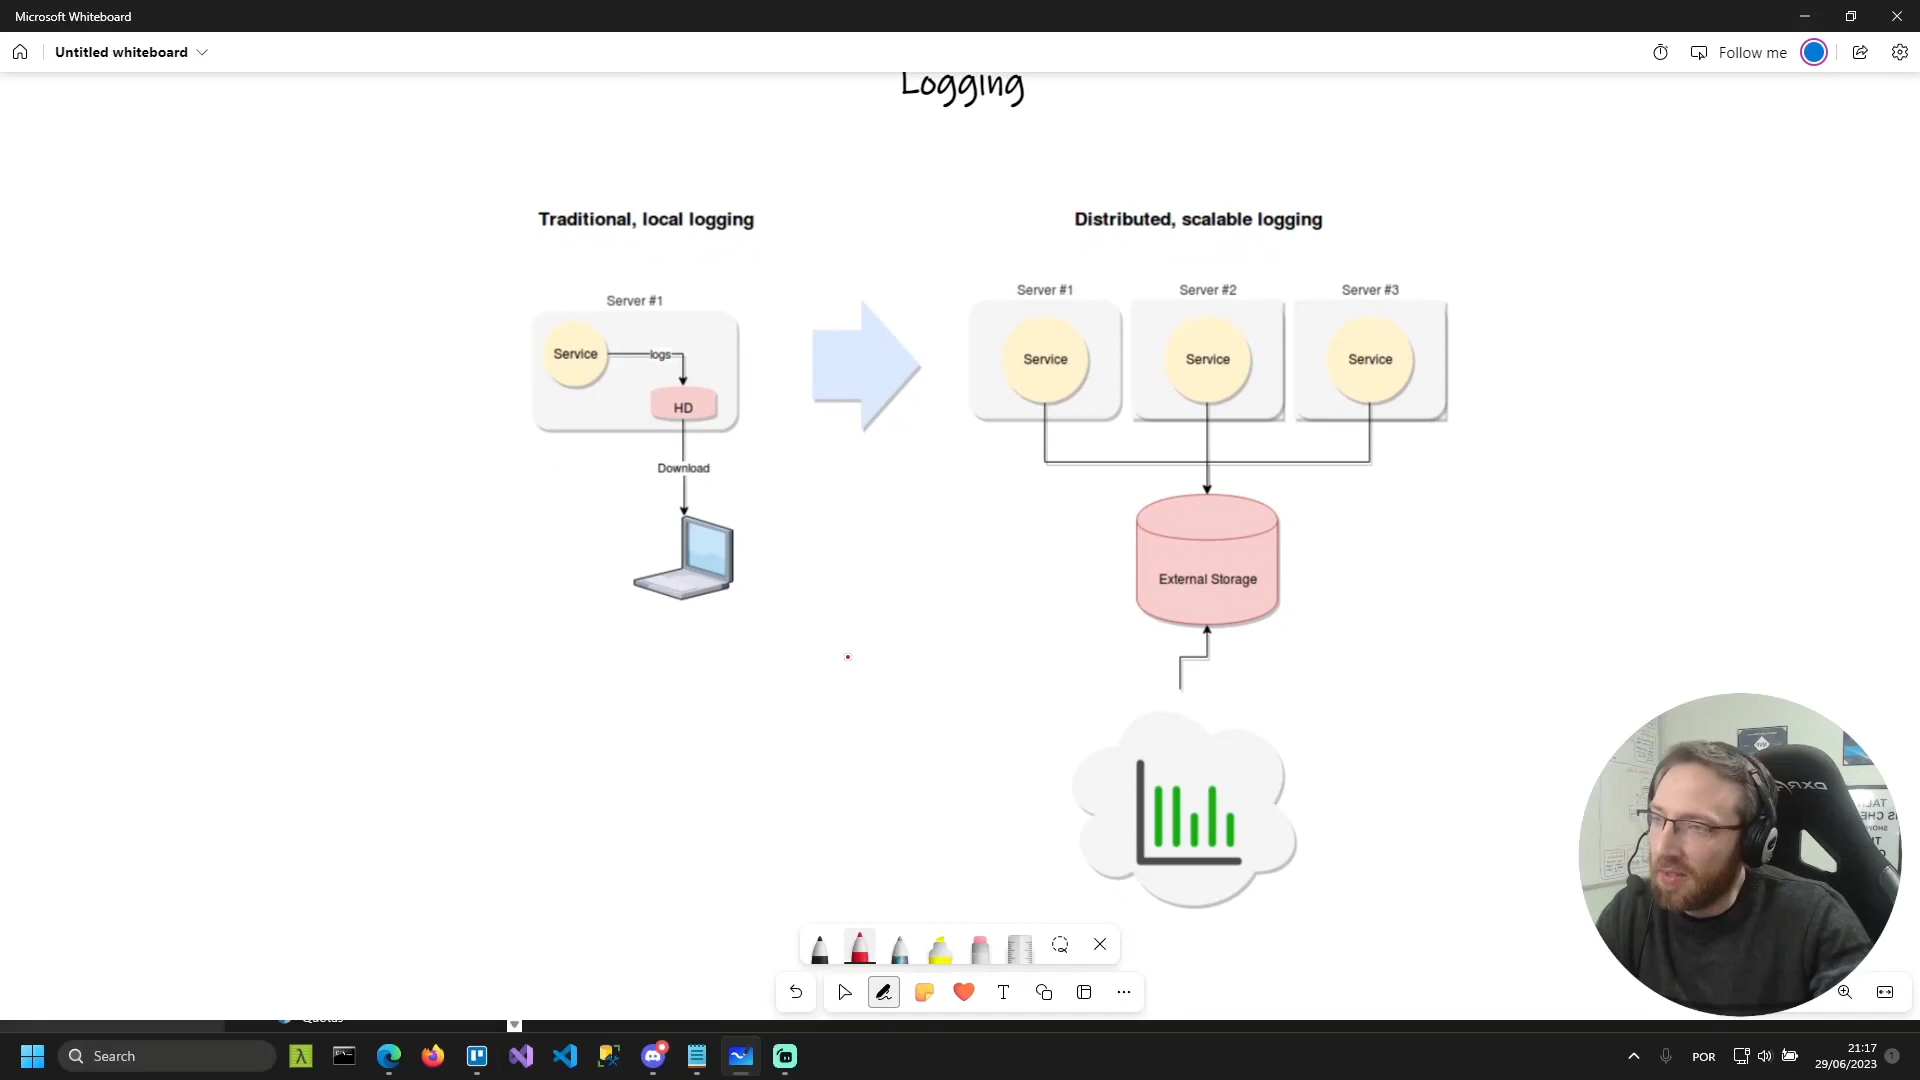 Microsoft Whiteboard
Untitled whiteboard
Follow me
Logging
Traditional, local logging
Distributed, scalable logging
Server #1
Service
logs
HD
Download
Server #1
Server #2
Server #3
Service
Service
Service
External Storage
Search
POR
21:17
29/06/2023